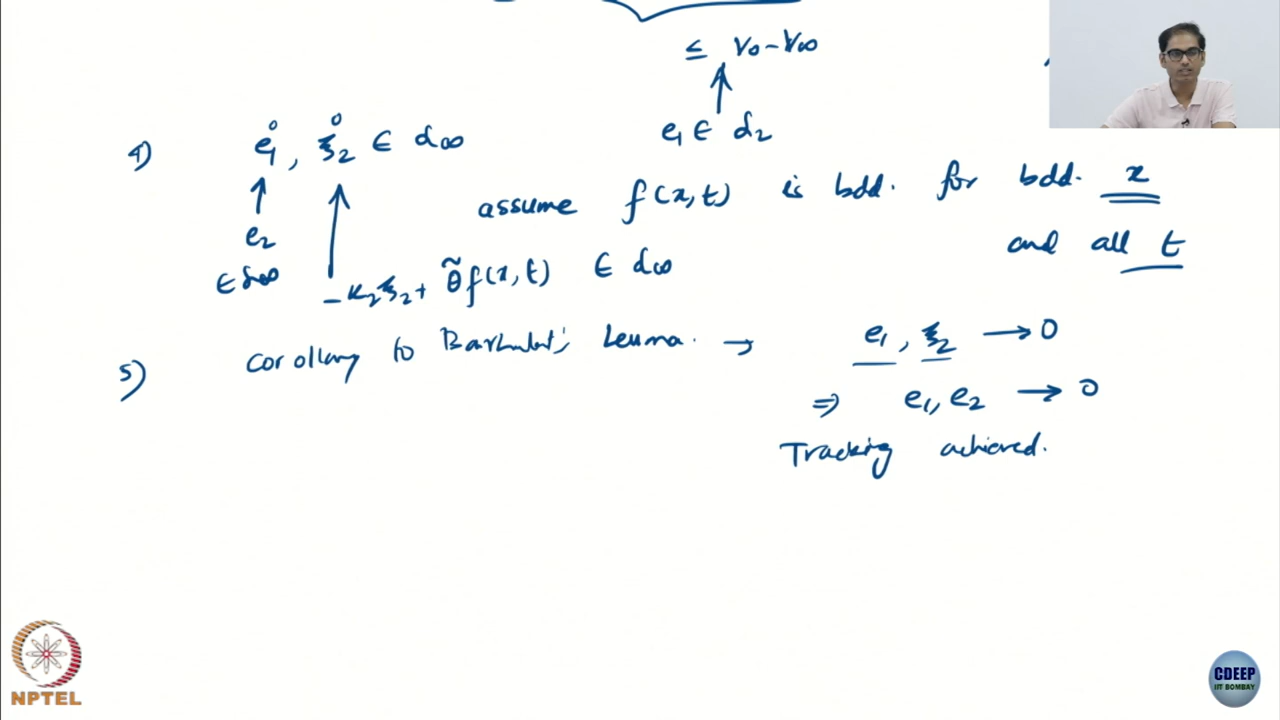 ≤ V₀ - V∞
e₁ ∈ L₂
4) ė₁, ξ̇₂ ∈ L∞
assume f(x,t) is bdd. for bdd. x
and all t
e₂
∈ L∞
-K₂ξ₂ + θ̃ f(x,t) ∈ L∞
5) Corollary to Barbalat's Lemma. → e₁, ξ₂ → 0
⇒ e₁, e₂ → 0
Tracking achieved.
NPTEL
CDEEP
IIT BOMBAY